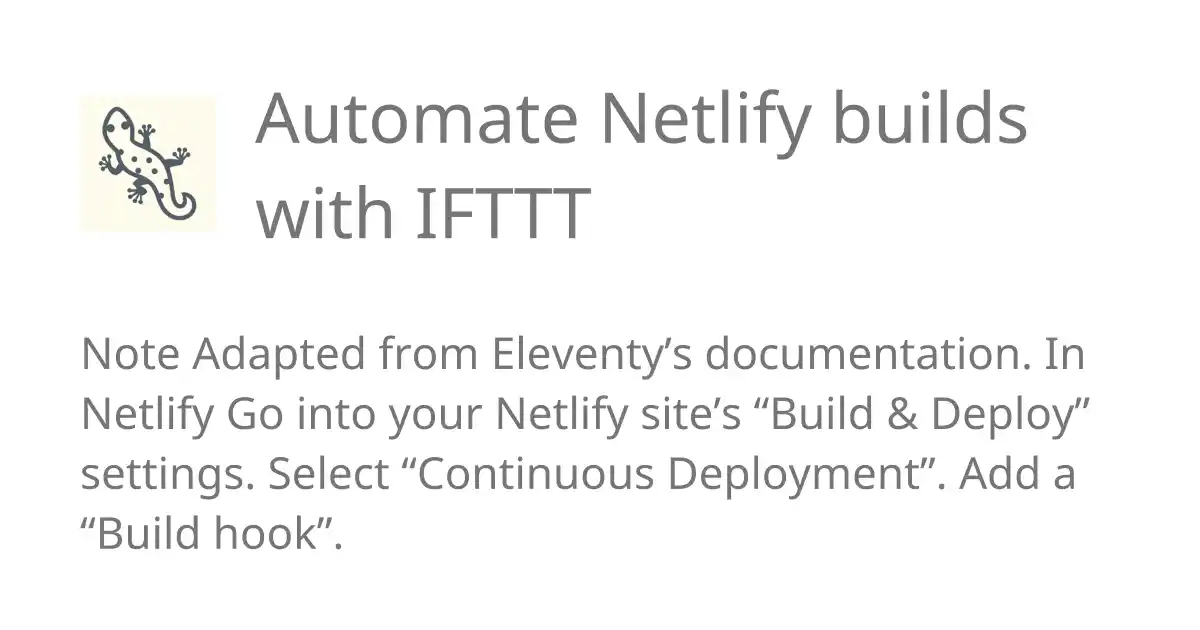 Automate Netlify builds
with IFTTT
Note Adapted from Eleventy’s documentation. In
Netlify Go into your Netlify site’s “Build & Deploy”
settings. Select “Continuous Deployment”. Add a
“Build hook”.